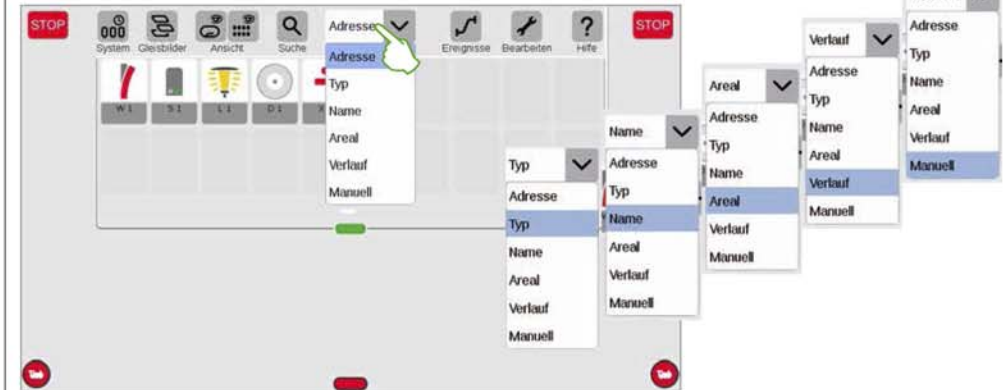 STOP
Adresse
STOP
System Gleisbilder Ansicht Suche Ereignisse Bearbeiten Hilfe
Adresse
Typ
Name
Areal
Verlauf
Manuell
W 1 S 1 L 1 D 1
Typ
Adresse
Typ
Name
Areal
Verlauf
Manuell
Name
Adresse
Typ
Name
Areal
Verlauf
Manuell
Areal
Adresse
Typ
Name
Areal
Verlauf
Manuell
Verlauf
Adresse
Typ
Name
Areal
Verlauf
Manuell
Adresse
Typ
Name
Areal
Verlauf
Manuell